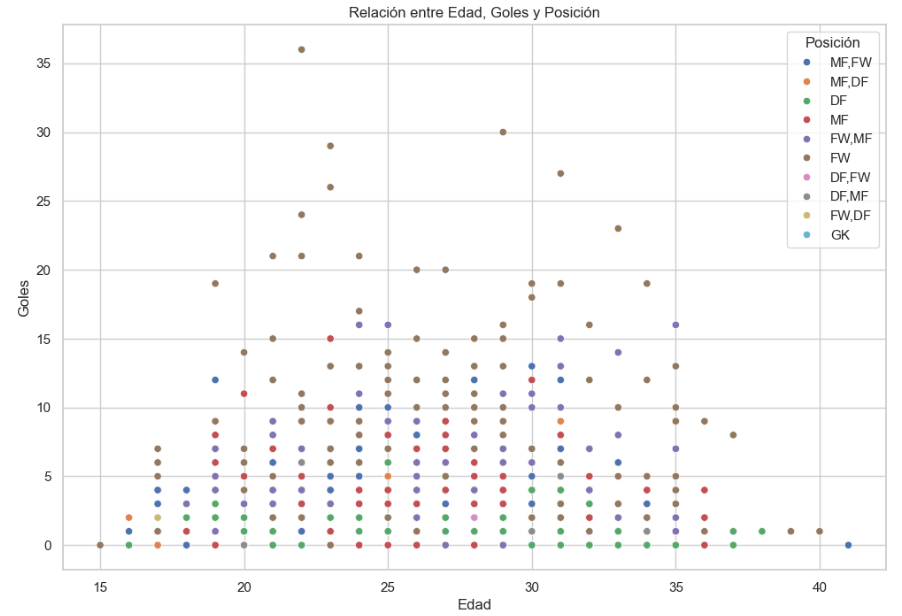 Relación entre Edad, Goles y Posición
Posición
MF,FW
MF,DF
DF
MF
FW,MF
FW
DF,FW
DF,MF
FW,DF
GK
Goles
35
30
25
20
15
10
5
0
15
20
25
30
35
40
Edad